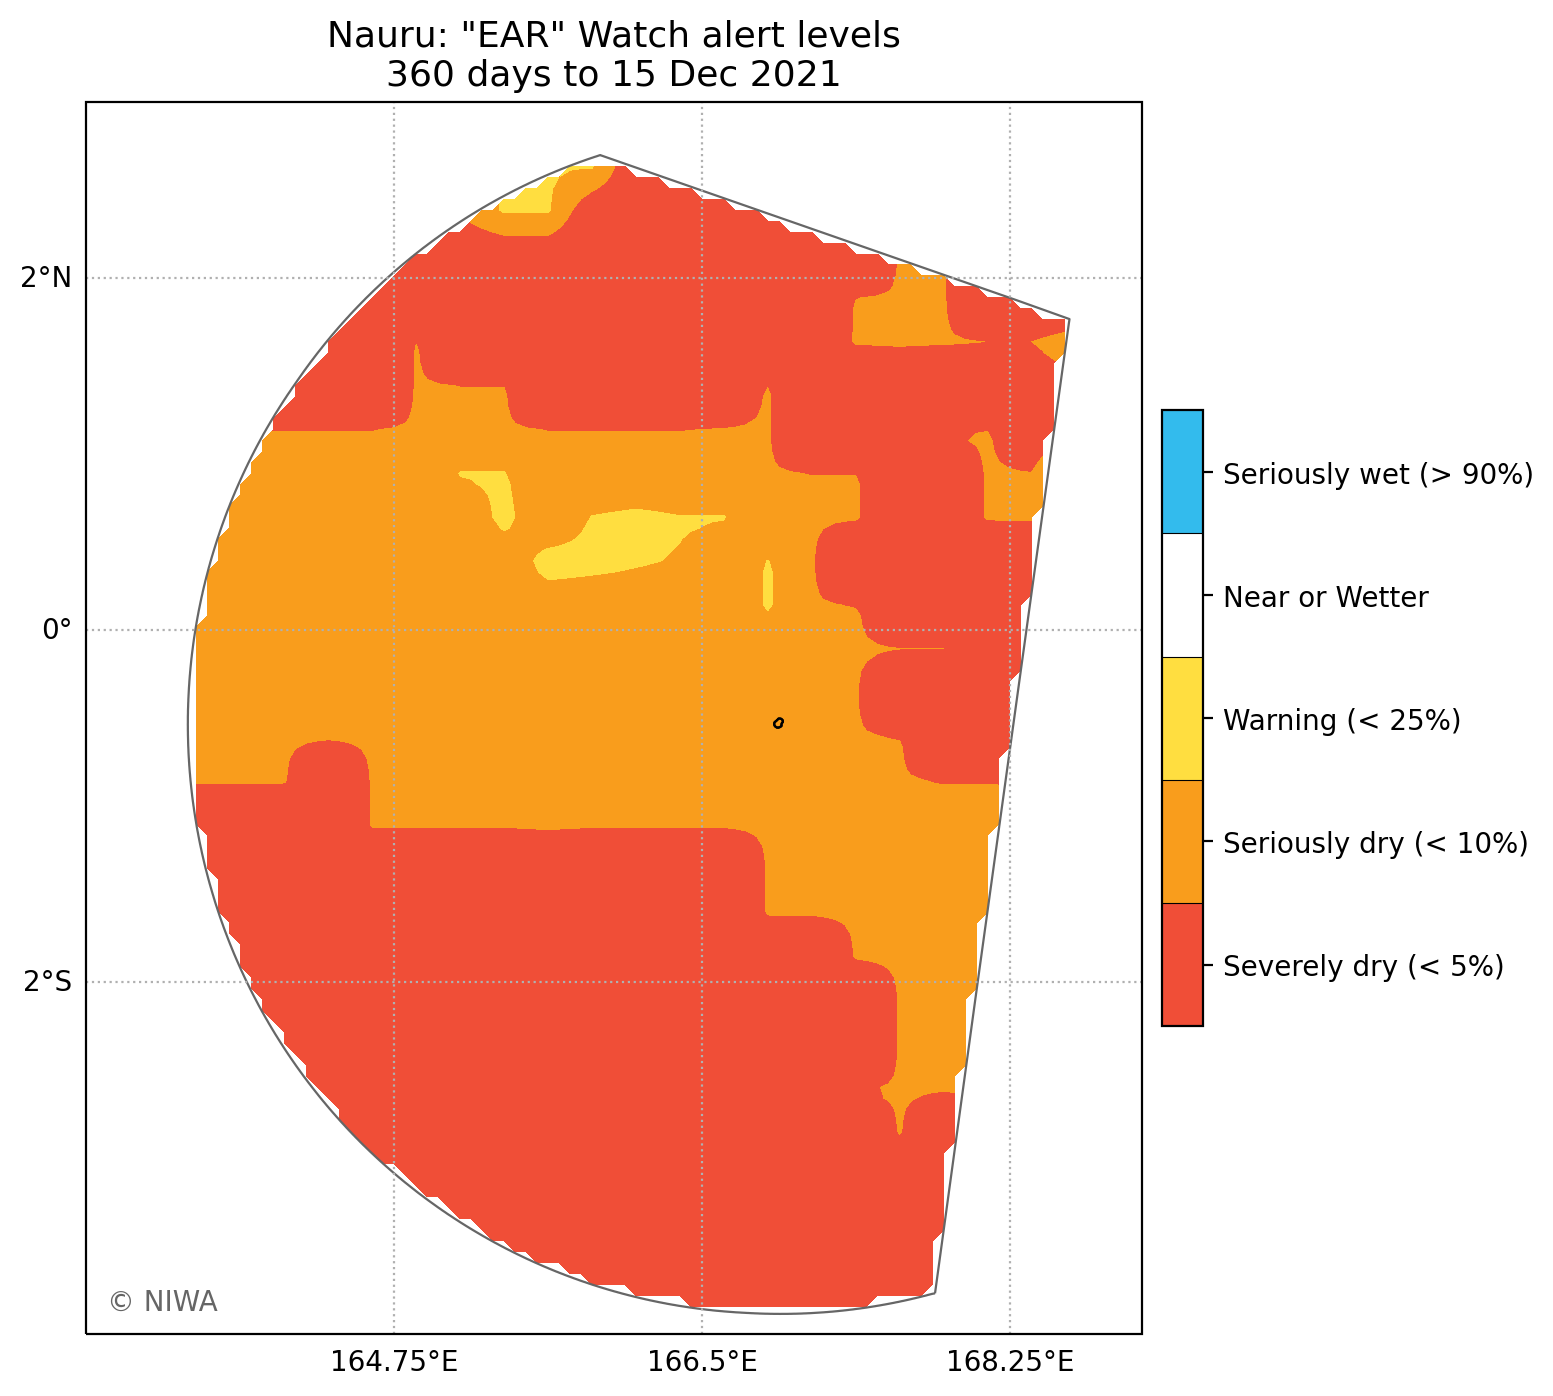 Nauru: "EAR" Watch alert levels
360 days to 15 Dec 2021
2°N
0°
2°S
164.75°E
166.5°E
168.25°E
© NIWA
Seriously wet (> 90%)
Near or Wetter
Warning (< 25%)
Seriously dry (< 10%)
Severely dry (< 5%)